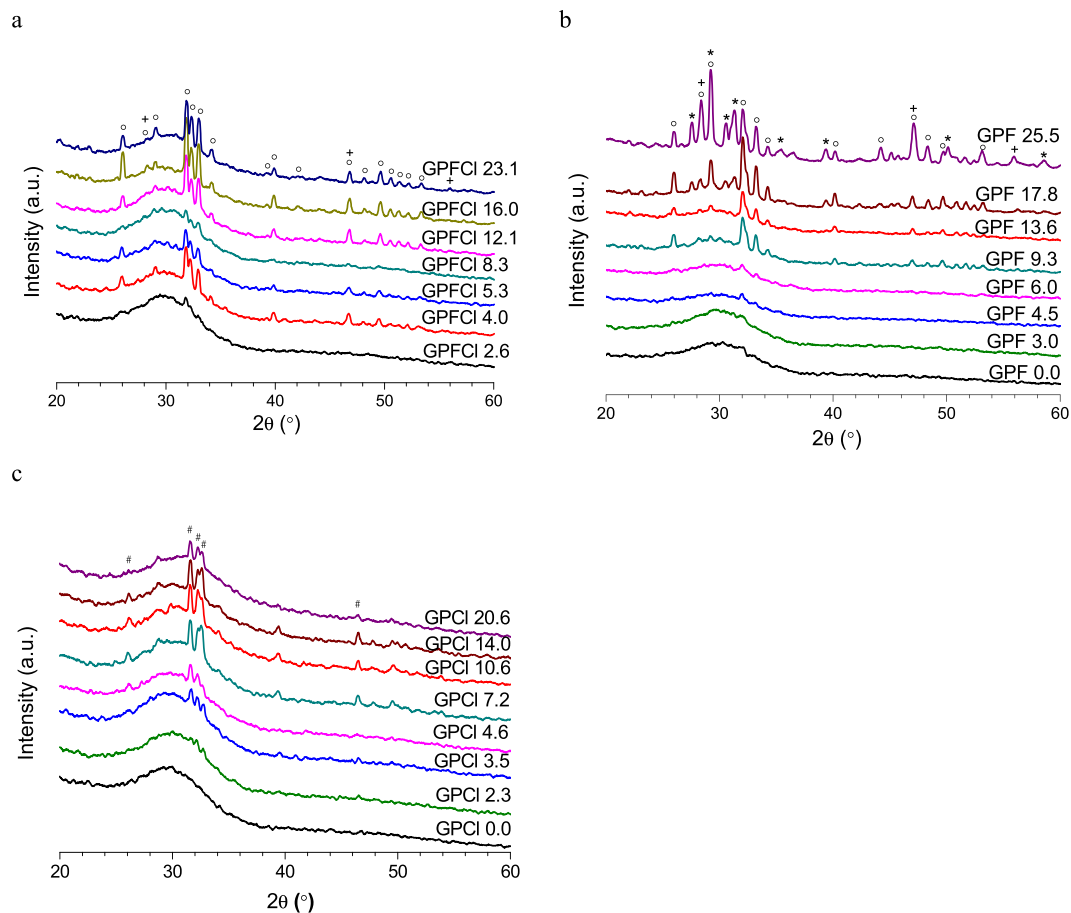 a
Intensity (a.u.)
GPFCl 23.1
GPFCl 16.0
GPFCl 12.1
GPFCl 8.3
GPFCl 5.3
GPFCl 4.0
GPFCl 2.6
20 30 40 50 60
2θ (°)
b
Intensity (a.u.)
GPF 25.5
GPF 17.8
GPF 13.6
GPF 9.3
GPF 6.0
GPF 4.5
GPF 3.0
GPF 0.0
20 30 40 50 60
2θ (°)
c
# # # # #
Intensity (a.u.)
GPCl 20.6
GPCl 14.0
GPCl 10.6
GPCl 7.2
GPCl 4.6
GPCl 3.5
GPCl 2.3
GPCl 0.0
20 30 40 50 60
2θ (°)